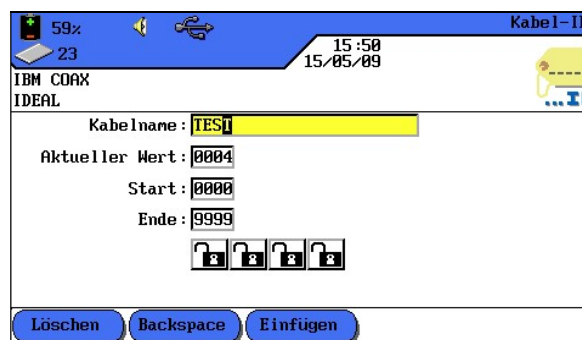 59% Kabel-I
23
15:50
15/05/09
IBM COAX
IDEAL
...I
Kabelname: TEST
Aktueller Wert: 0004
Start: 0000
Ende: 9999
Löschen Backspace Einfügen